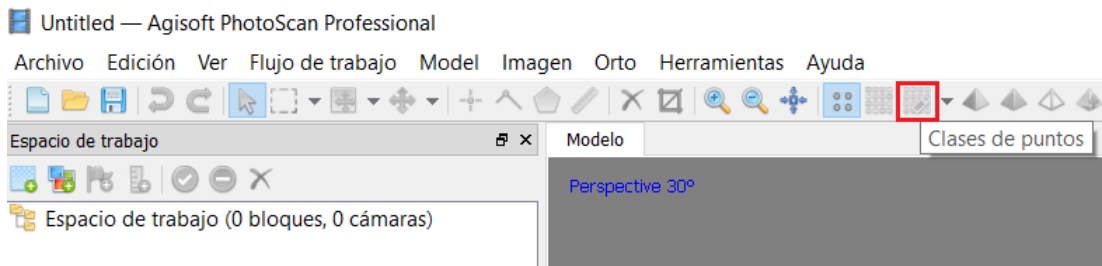 Untitled — Agisoft PhotoScan Professional
Archivo Edición Ver Flujo de trabajo Model Imagen Orto Herramientas Ayuda
Espacio de trabajo
Modelo
Clases de puntos
Perspective 30°
Espacio de trabajo (0 bloques, 0 cámaras)